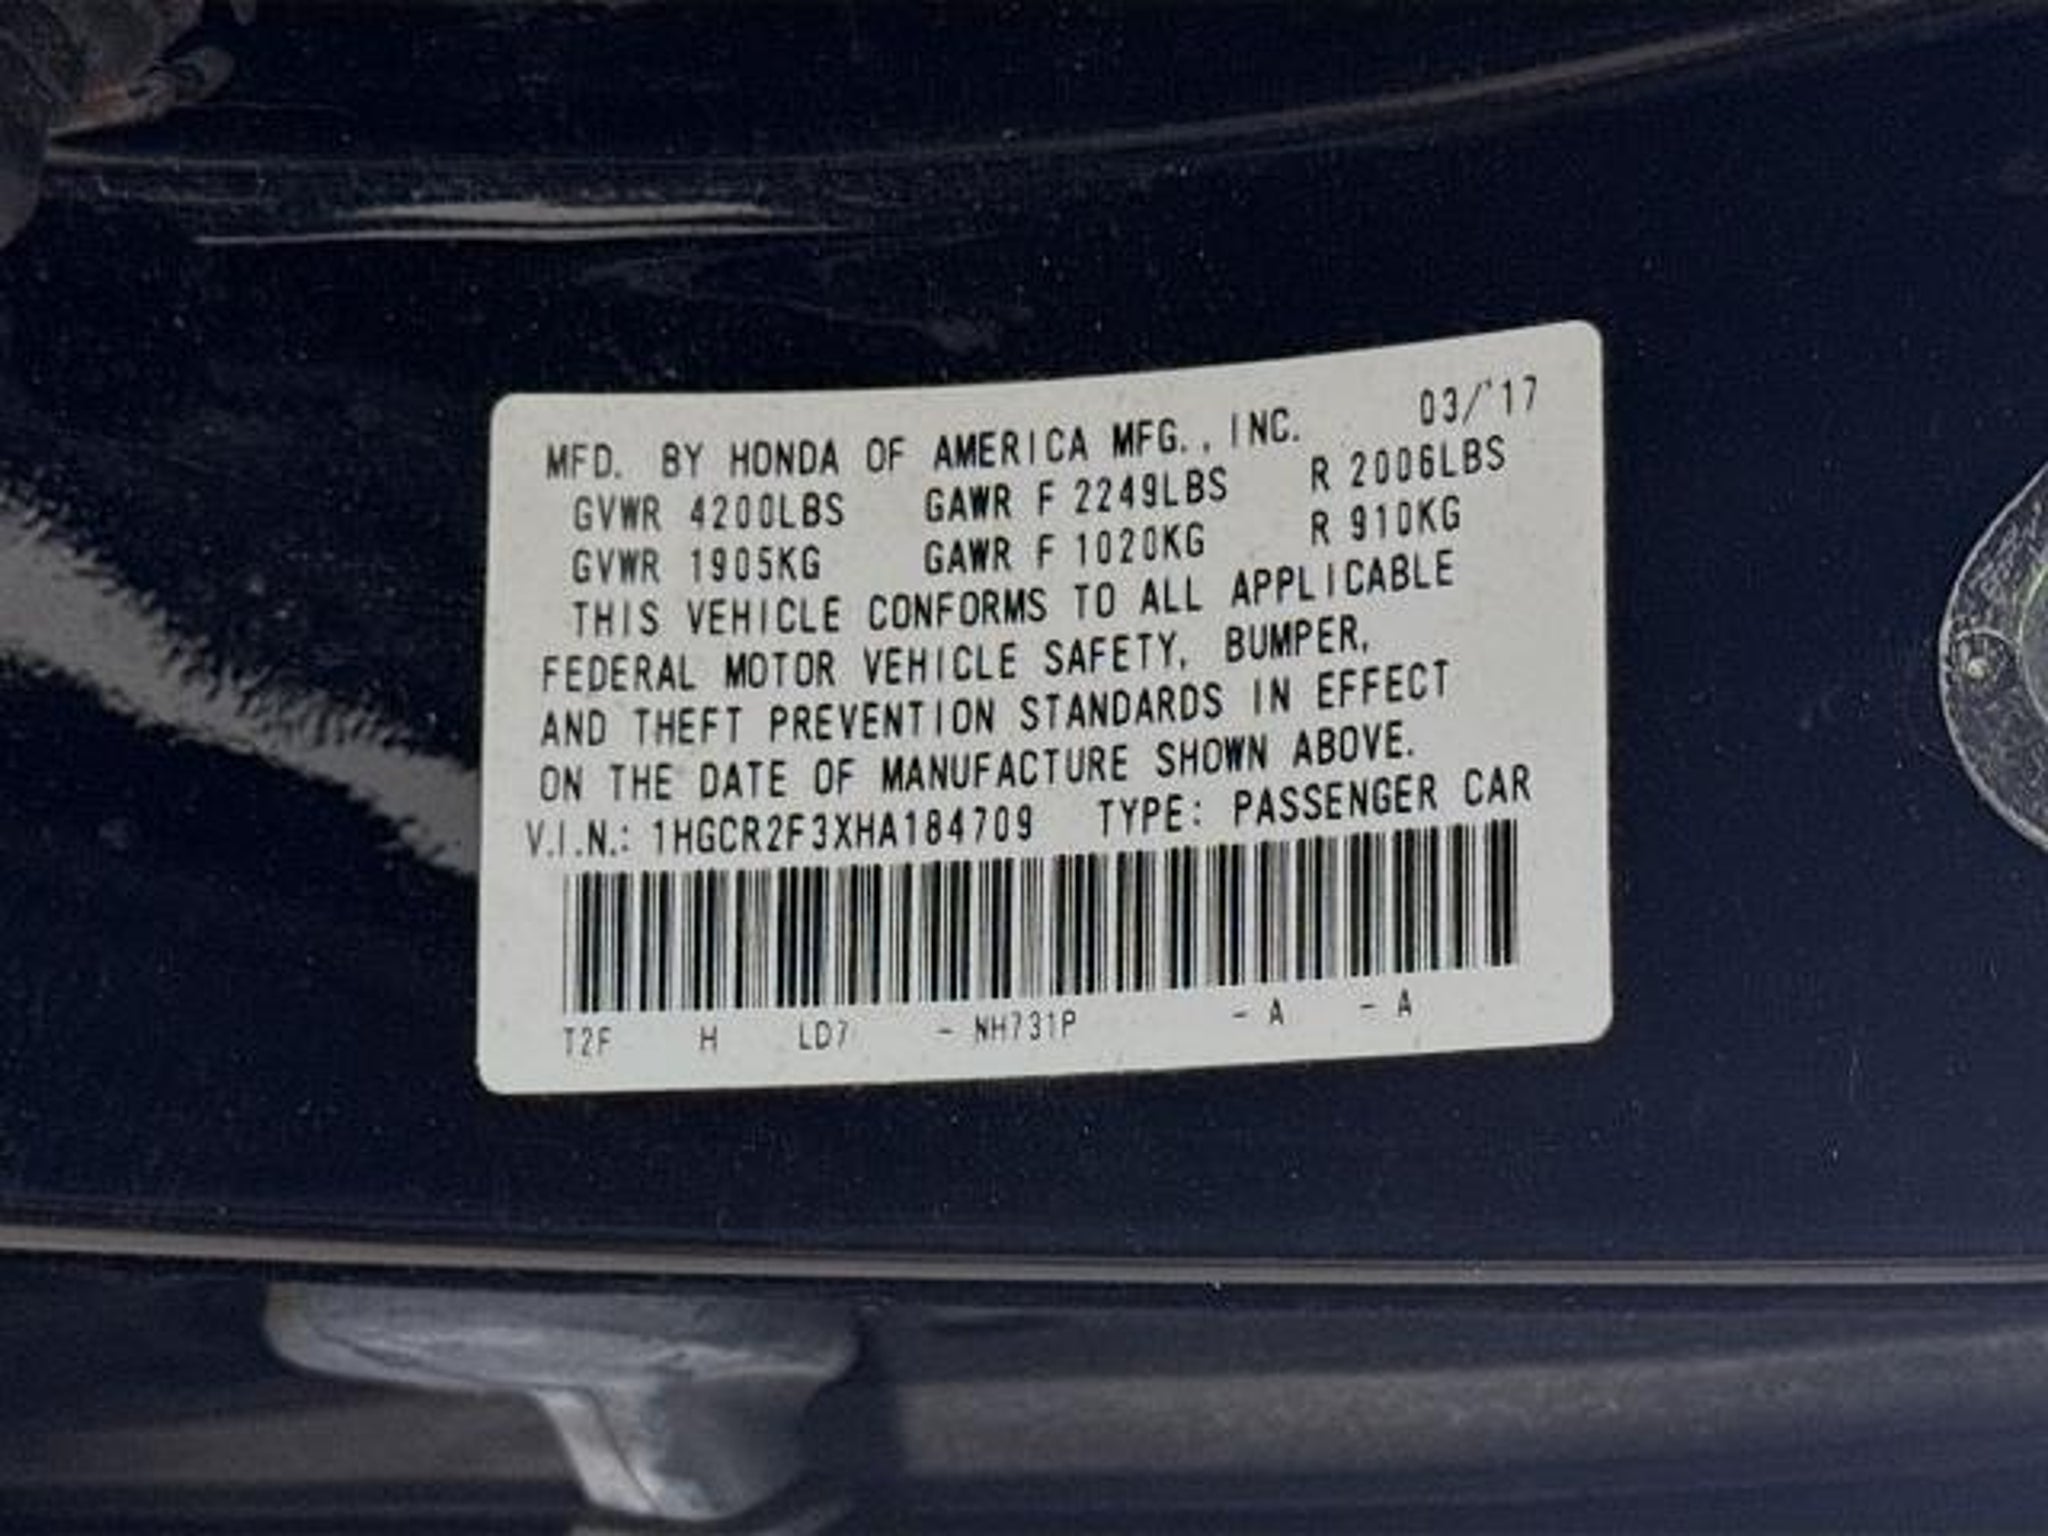 MFD. BY HONDA OF AMERICA MFG., INC. 03/'17
GVWR 4200LBS GAWR F 2249LBS R 2006LBS
GVWR 1905KG GAWR F 1020KG R 910KG
THIS VEHICLE CONFORMS TO ALL APPLICABLE
FEDERAL MOTOR VEHICLE SAFETY, BUMPER,
AND THEFT PREVENTION STANDARDS IN EFFECT
ON THE DATE OF MANUFACTURE SHOWN ABOVE.
V.I.N.: 1HGCR2F3XHA184709 TYPE: PASSENGER CAR
T2F H LD7 - NH731P - A - A